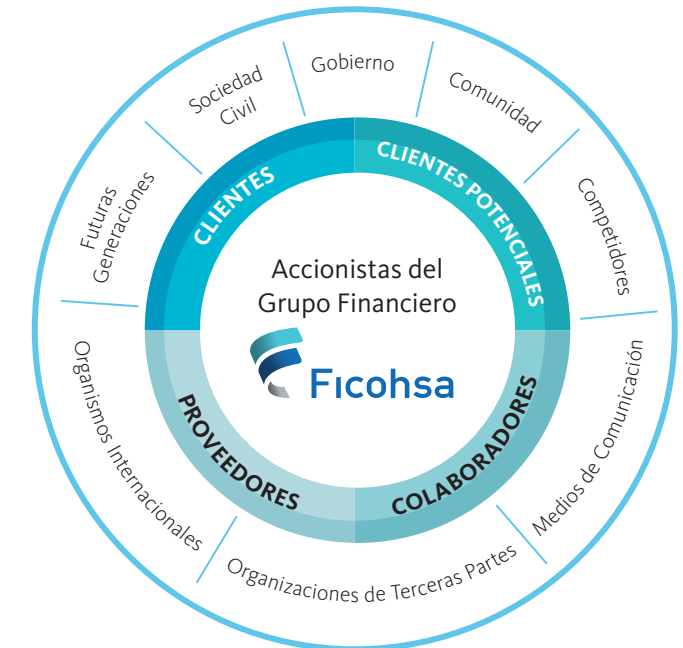 Gobierno
Comunidad
Competidores
Medios de Comunicación
Organizaciones de Terceras Partes
Organismos Internacionales
Futuras
Generaciones
Sociedad
Civil
CLIENTES
CLIENTES POTENCIALES
COLABORADORES
PROVEEDORES
Accionistas del
Grupo Financiero
Ficohsa